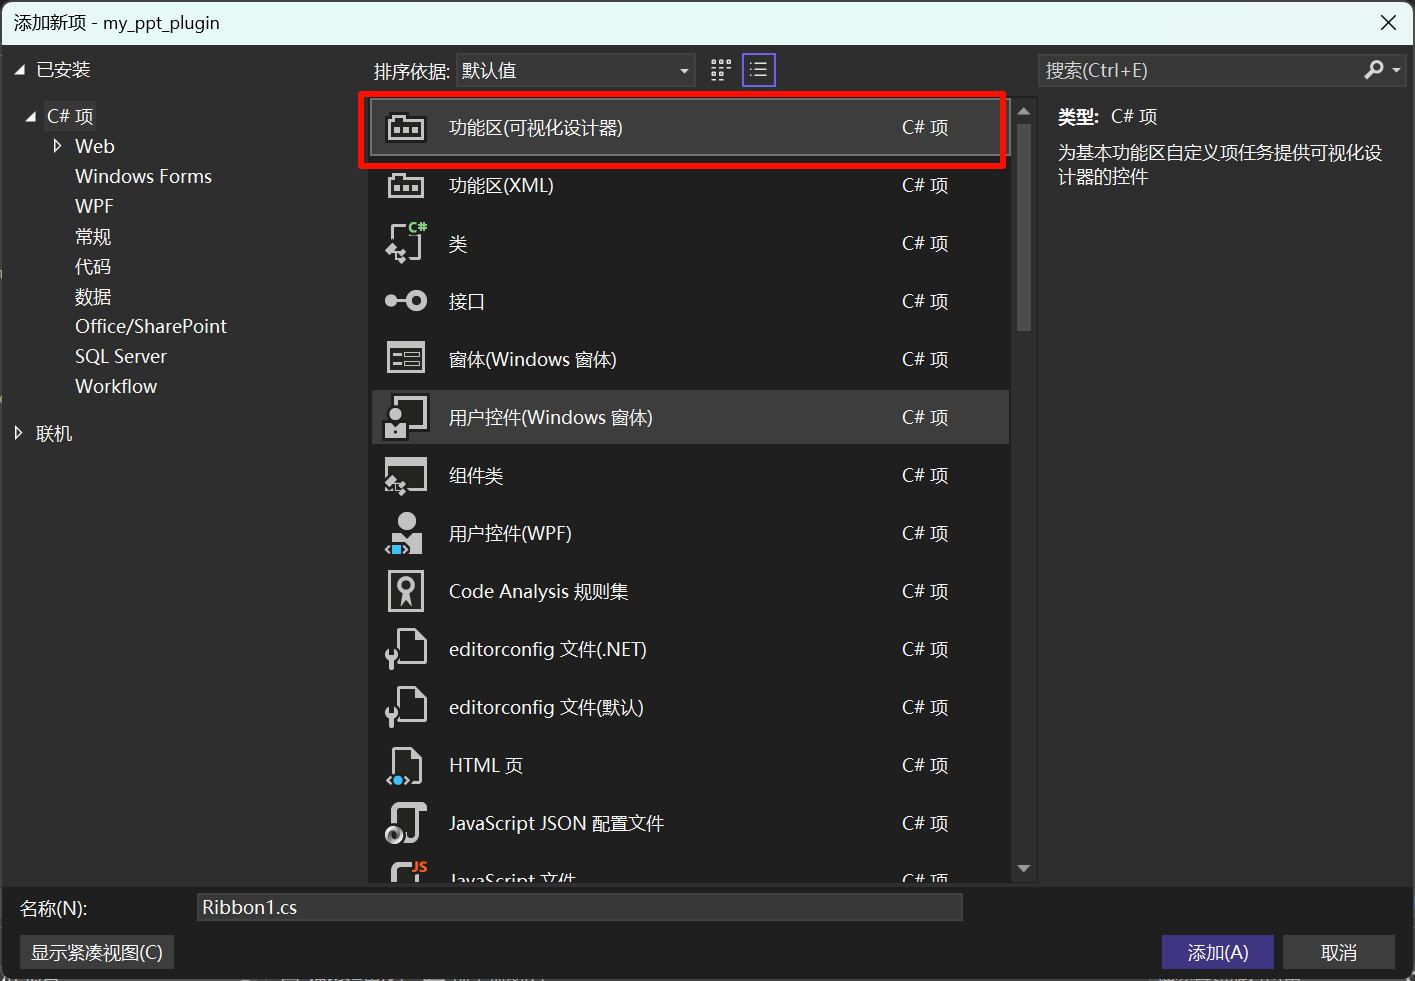 添加新项 - my_ppt_plugin
已安装
排序依据: 默认值
搜索(Ctrl+E)
C# 项
Web
Windows Forms
WPF
常规
代码
数据
Office/SharePoint
SQL Server
Workflow
联机
功能区(可视化设计器) C# 项
功能区(XML) C# 项
C#
类 C# 项
接口 C# 项
窗体(Windows 窗体) C# 项
用户控件(Windows 窗体) C# 项
组件类 C# 项
用户控件(WPF) C# 项
Code Analysis 规则集 C# 项
editorconfig 文件(.NET) C# 项
editorconfig 文件(默认) C# 项
HTML 页 C# 项
JavaScript JSON 配置文件 C# 项
JS
JavaScript 文件 C# 项
类型: C# 项
为基本功能区自定义项任务提供可视化设
计器的控件
名称(N): Ribbon1.cs
显示紧凑视图(C)
添加(A)
取消